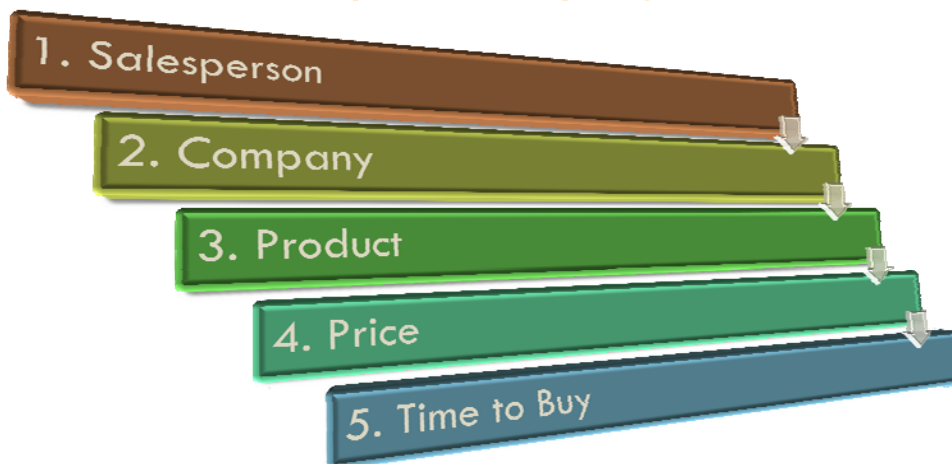 1. Salesperson
2. Company
3. Product
4. Price
5. Time to Buy